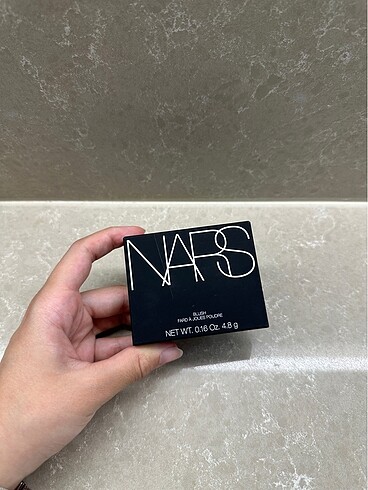 NARS
BLUSH
FARD À JOUES POUDRE
NET WT. 0.16 Oz. 4.8 g